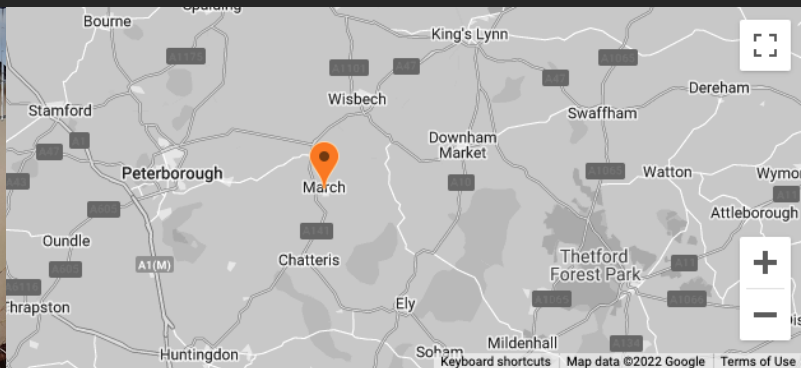 Bourne
King's Lynn
A1175
A1101
A47
A1065
A47
Dereham
Wisbech
Stamford
Swaffham
A1
A47
Downham
Market
Peterborough
A1065
Watton
March
A10
A43
A605
A11
Attleborough
A141
Oundle
Chatteris
Thetford
Forest Park
A1(M)
A605
A11
A6116
A1065
A1066
Thrapston
Ely
Mildenhall
A134
Huntingdon
Soham
Keyboard shortcuts
Map data ©2022 Google
Terms of Use